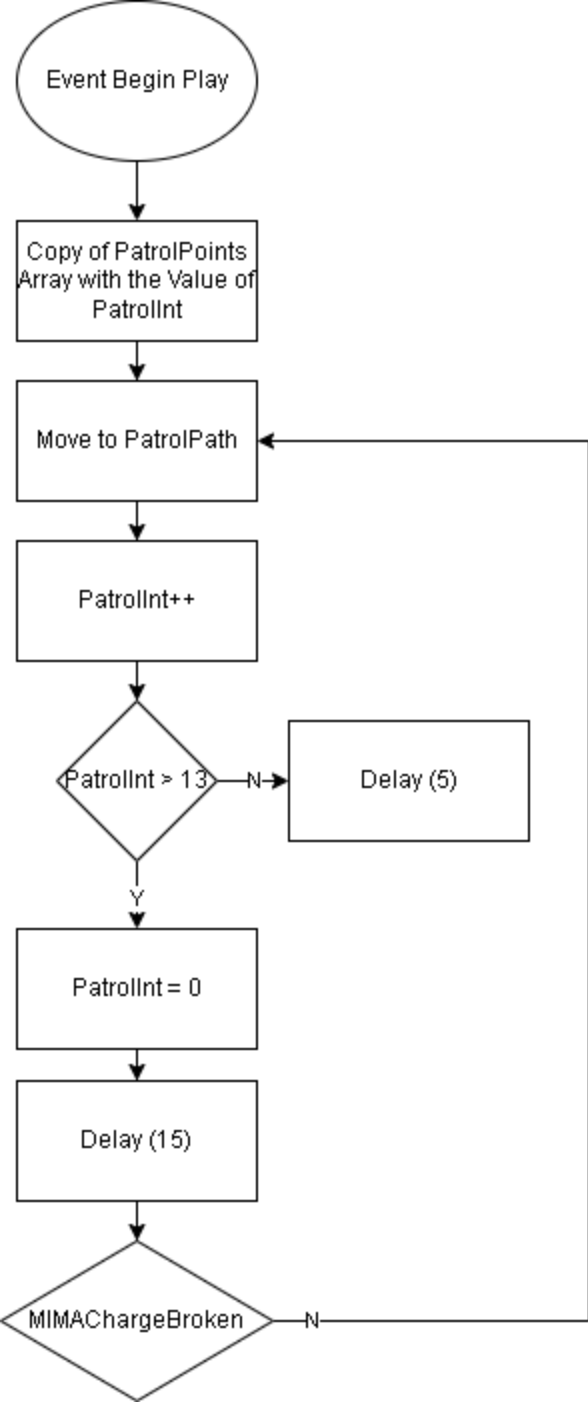 Event Begin Play
Copy of PatrolPoints
Array with the Value of
PatrolInt
Move to PatrolPath
PatrolInt++
PatrolInt > 13
N
Delay (5)
Y
PatrolInt = 0
Delay (15)
MIMAChargeBroken
N